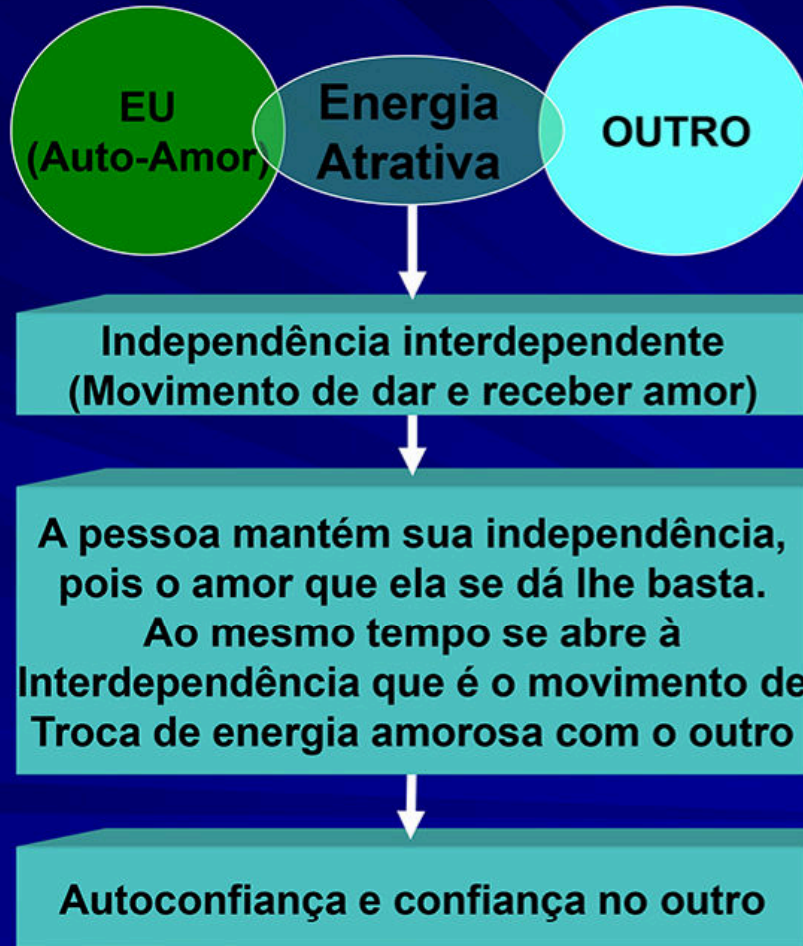 EU
(Auto-Amor)
Energia
Atrativa
OUTRO
Independência interdependente
(Movimento de dar e receber amor)
A pessoa mantém sua independência,
pois o amor que ela se dá lhe basta.
Ao mesmo tempo se abre à
Interdependência que é o movimento de
Troca de energia amorosa com o outro
Autoconfiança e confiança no outro